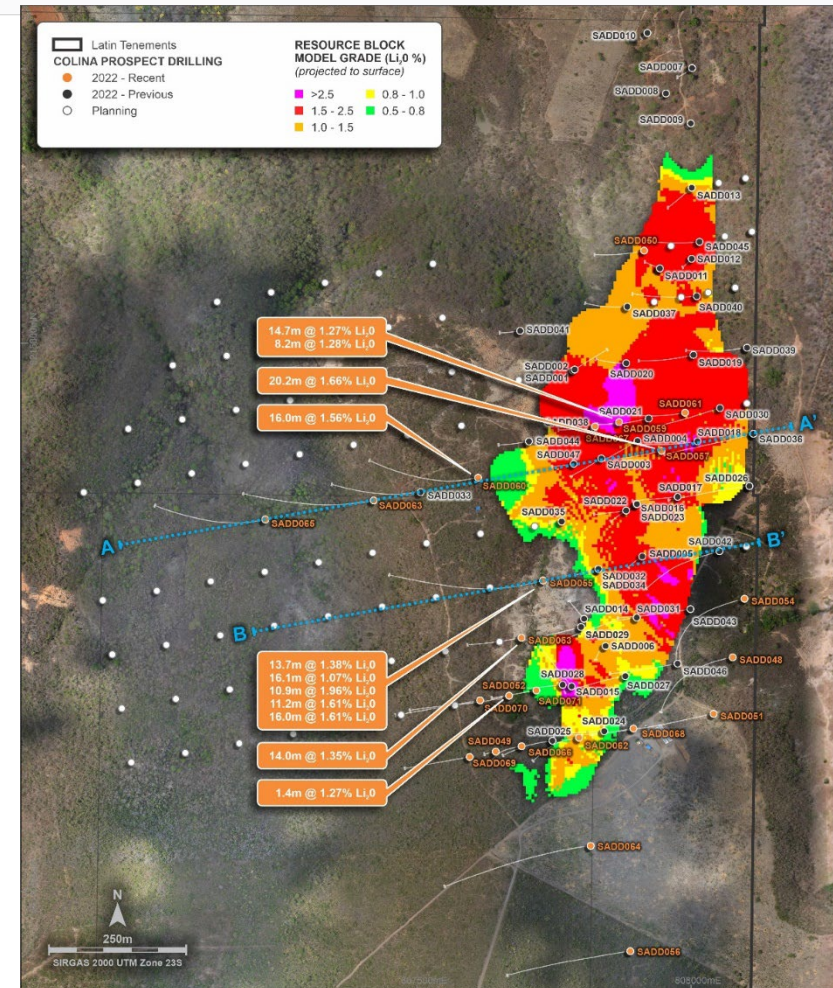 Latin Tenements
COLINA PROSPECT DRILLING
2022 - Recent
2022 - Previous
Planning
RESOURCE BLOCK
MODEL GRADE (Li₂0 %)
(projected to surface)
>2.5
0.8 - 1.0
1.5 - 2.5
0.5 - 0.8
1.0 - 1.5
SADD010
SADD007
SADD008
SADD009
SADD013
SADD045
SADD050
SADD012
SADD011
SADD040
SADD037
14.7m @ 1.27% Li₂0
8.2m @ 1.28% Li₂0
SADD041
SADD039
SADD019
SADD002
SADD020
SADD001
20.2m @ 1.66% Li₂0
SADD061
SADD021
SADD030
16.0m @ 1.56% Li₂0
SADD038
SADD059
A'
SADD018
SADD004
SADD036
SADD044
SADD057
SADD047
SADD003
SADD026
SADD060
SADD033
SADD017
SADD063
SADD022
SADD016
SADD023
SADD065
SADD035
A
SADD042
B'
SADD005
SADD032
SADD034
SADD055
SADD054
SADD014
SADD031
SADD043
B
SADD029
SADD053
SADD006
13.7m @ 1.38% Li₂0
16.1m @ 1.07% Li₂0
10.9m @ 1.96% Li₂0
11.2m @ 1.61% Li₂0
16.0m @ 1.61% Li₂0
SADD048
SADD046
SADD028
SADD027
SADD052
SADD015
SADD071
SADD070
SADD051
SADD024
SADD068
SADD025
SADD062
SADD049
SADD066
SADD069
14.0m @ 1.35% Li₂0
1.4m @ 1.27% Li₂0
SADD064
N
250m
SIRGAS 2000 UTM Zone 23S
SADD056
808000mE